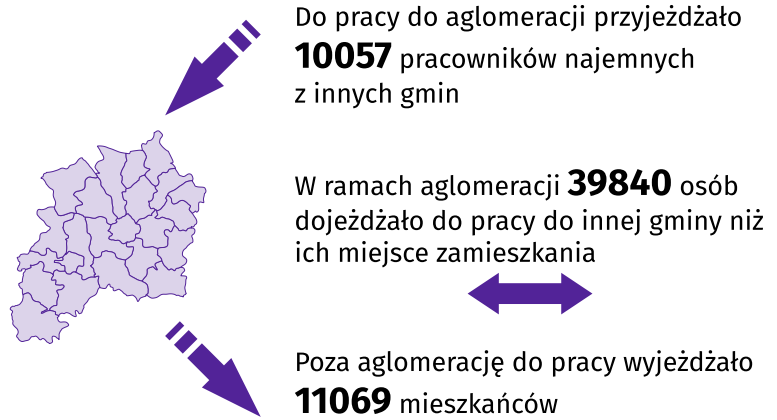 Do pracy do aglomeracji przyjeżdżało
10057 pracowników najemnych
z innych gmin
W ramach aglomeracji 39840 osób
dojeżdżało do pracy do innej gminy niż
ich miejsce zamieszkania
Poza aglomerację do pracy wyjeżdżało
11069 mieszkańców